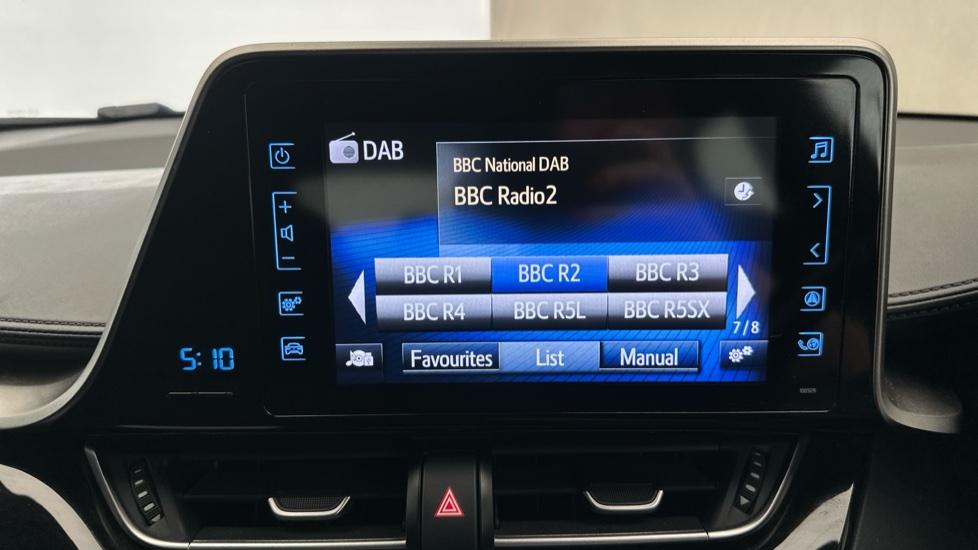 DAB
BBC National DAB
BBC Radio2
BBC R1 BBC R2 BBC R3
BBC R4 BBC R5L BBC R5SX
7/8
Favourites List Manual
5:10